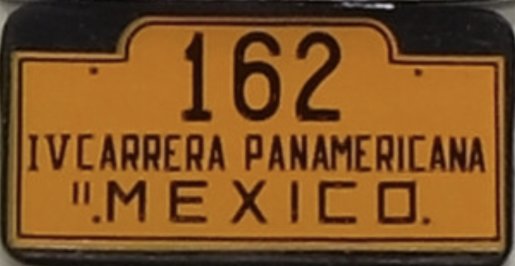 162
IV CARRERA PANAMERICANA
".MEXICO.